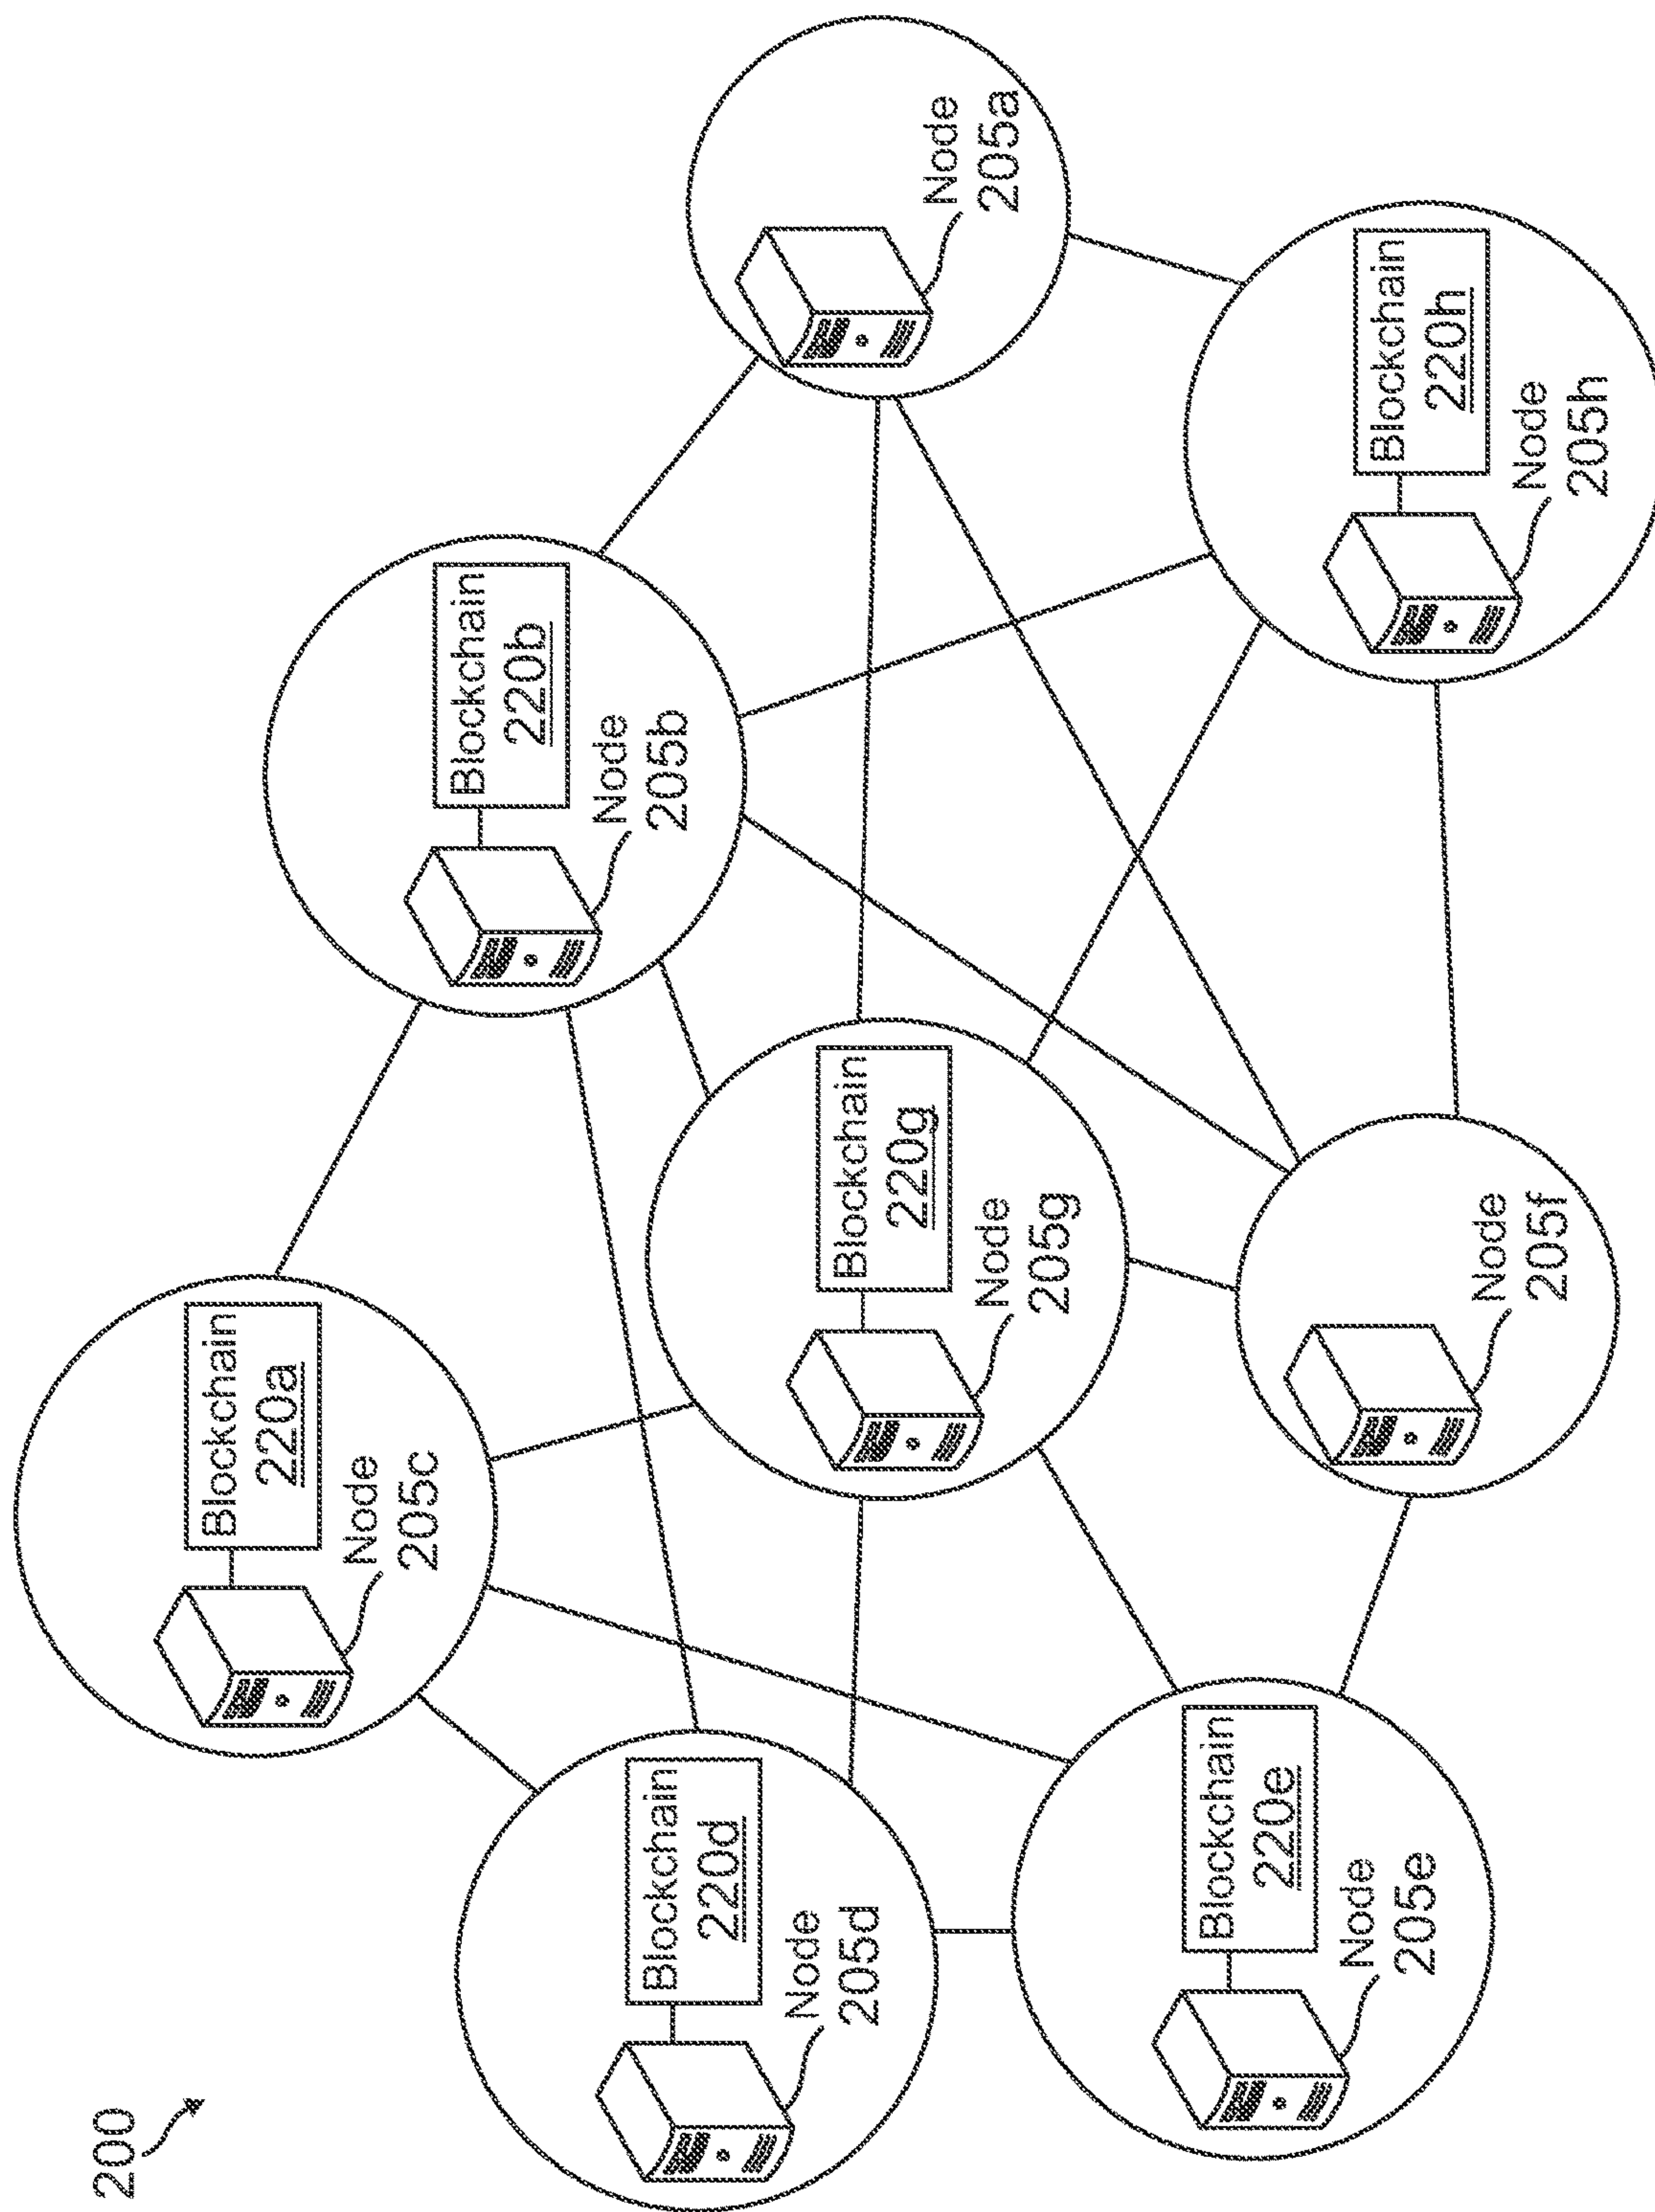 200
Blockchain
220a
Node
205c
Blockchain
220b
Node
205b
Blockchain
220d
Node
205d
Blockchain
220g
Node
205g
Node
205a
Blockchain
220e
Node
205e
Blockchain
220h
Node
205h
Node
205f